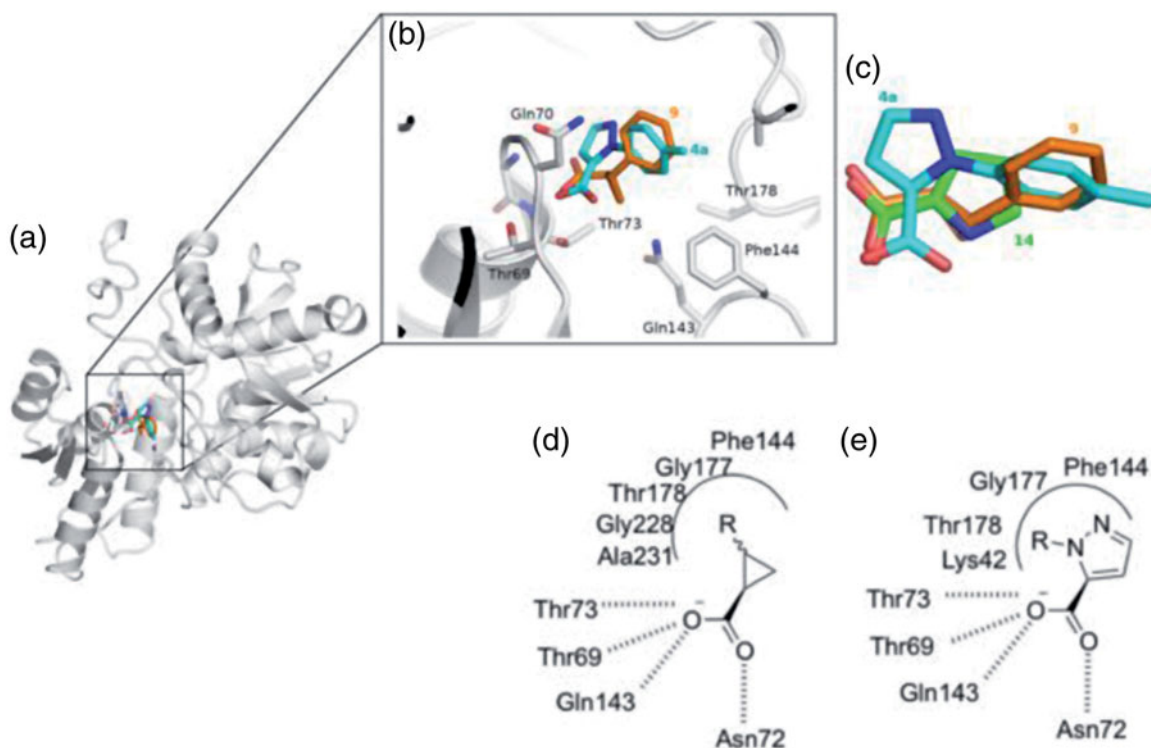 (a)
(b)
Gln70
9
4a
Thr178
Thr73
Thr69
Phe144
Gln143
(c)
4a
9
14
(d)
Phe144
Gly177
Thr178
Gly228
Ala231
R
Thr73
Thr69
Gln143
O
−
O
Asn72
(e)
Phe144
Gly177
Thr178
Lys42
R
N
N
Thr73
Thr69
Gln143
O
−
O
Asn72